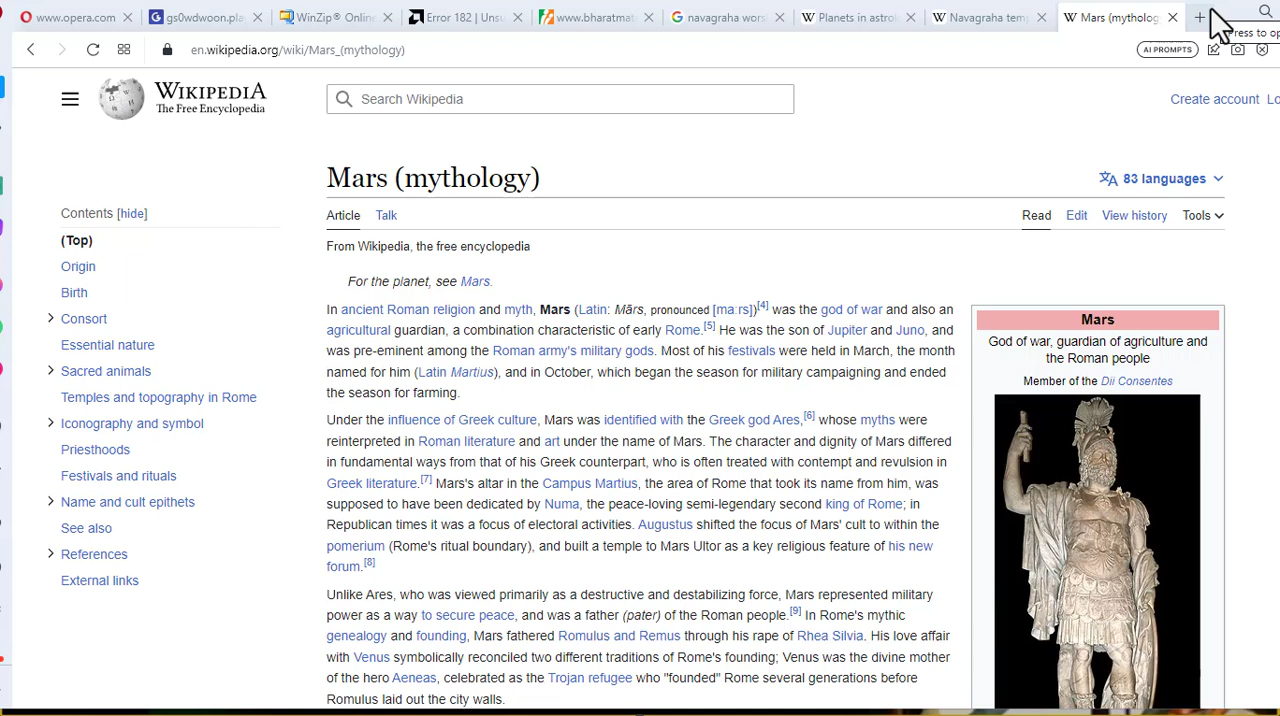 www.opera.com
gs0wdwoon.pla
WinZip® Online
Error 182 | Unsu
www.bharatmat
navagraha wor
Planets in astrol
Navagraha tem
Mars (mytholog
Press to op
en.wikipedia.org/wiki/Mars_(mythology)
AI PROMPTS
WIKIPEDIA
The Free Encyclopedia
Search Wikipedia
Create account Lo
Mars (mythology)
83 languages
Contents [hide]
(Top)
Origin
Birth
Consort
Essential nature
Sacred animals
Temples and topography in Rome
Iconography and symbol
Priesthoods
Festivals and rituals
Name and cult epithets
See also
References
External links
Article Talk
Read Edit View history Tools
From Wikipedia, the free encyclopedia
For the planet, see Mars.
In ancient Roman religion and myth, Mars (Latin: Mārs, pronounced [maːrs])[4] was the god of war and also an
agricultural guardian, a combination characteristic of early Rome.[5] He was the son of Jupiter and Juno, and
was pre-eminent among the Roman army's military gods. Most of his festivals were held in March, the month
named for him (Latin Martius), and in October, which began the season for military campaigning and ended
the season for farming.
Under the influence of Greek culture, Mars was identified with the Greek god Ares,[6] whose myths were
reinterpreted in Roman literature and art under the name of Mars. The character and dignity of Mars differed
in fundamental ways from that of his Greek counterpart, who is often treated with contempt and revulsion in
Greek literature.[7] Mars's altar in the Campus Martius, the area of Rome that took its name from him, was
supposed to have been dedicated by Numa, the peace-loving semi-legendary second king of Rome; in
Republican times it was a focus of electoral activities. Augustus shifted the focus of Mars' cult to within the
pomerium (Rome's ritual boundary), and built a temple to Mars Ultor as a key religious feature of his new
forum.[8]
Unlike Ares, who was viewed primarily as a destructive and destabilizing force, Mars represented military
power as a way to secure peace, and was a father (pater) of the Roman people.[9] In Rome's mythic
genealogy and founding, Mars fathered Romulus and Remus through his rape of Rhea Silvia. His love affair
with Venus symbolically reconciled two different traditions of Rome's founding; Venus was the divine mother
of the hero Aeneas, celebrated as the Trojan refugee who "founded" Rome several generations before
Romulus laid out the city walls.
Mars
God of war, guardian of agriculture and
the Roman people
Member of the Dii Consentes